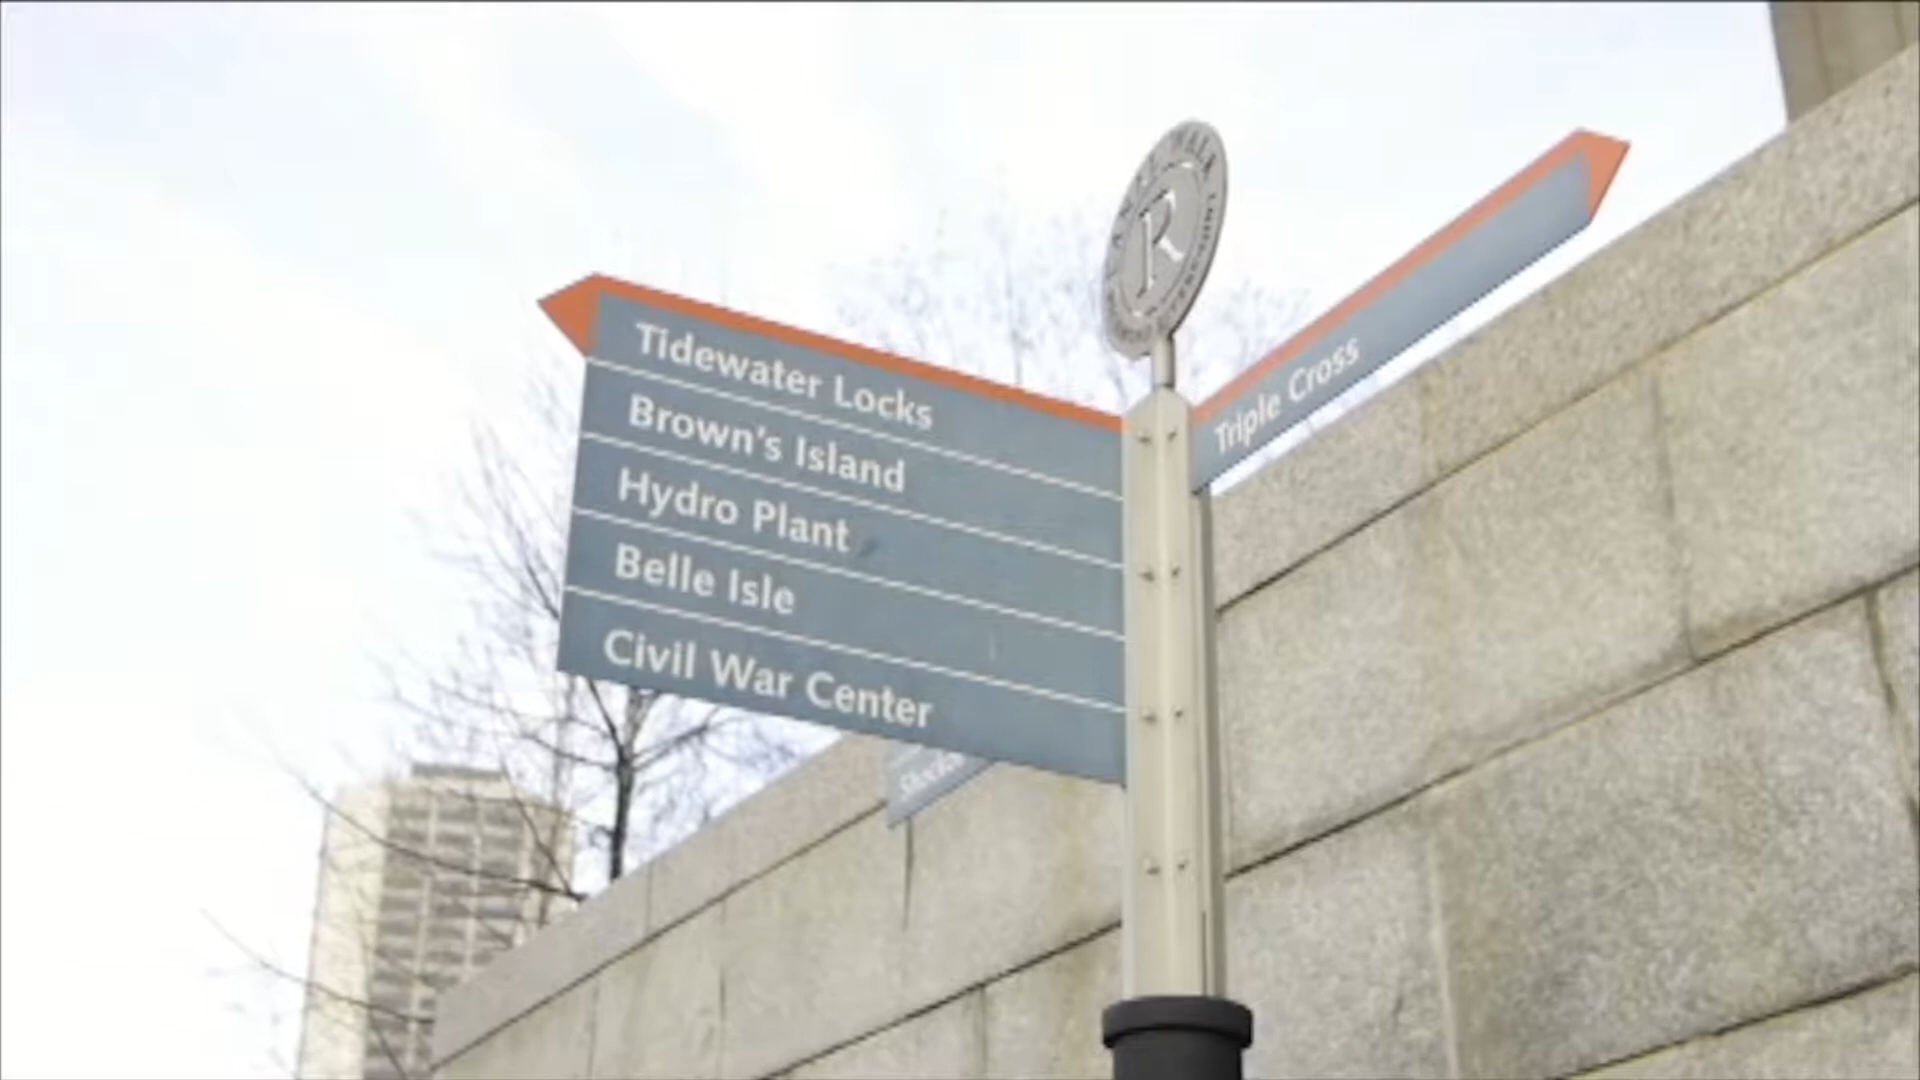 R
Tidewater Locks
Brown's Island
Hydro Plant
Belle Isle
Civil War Center
Triple Cross